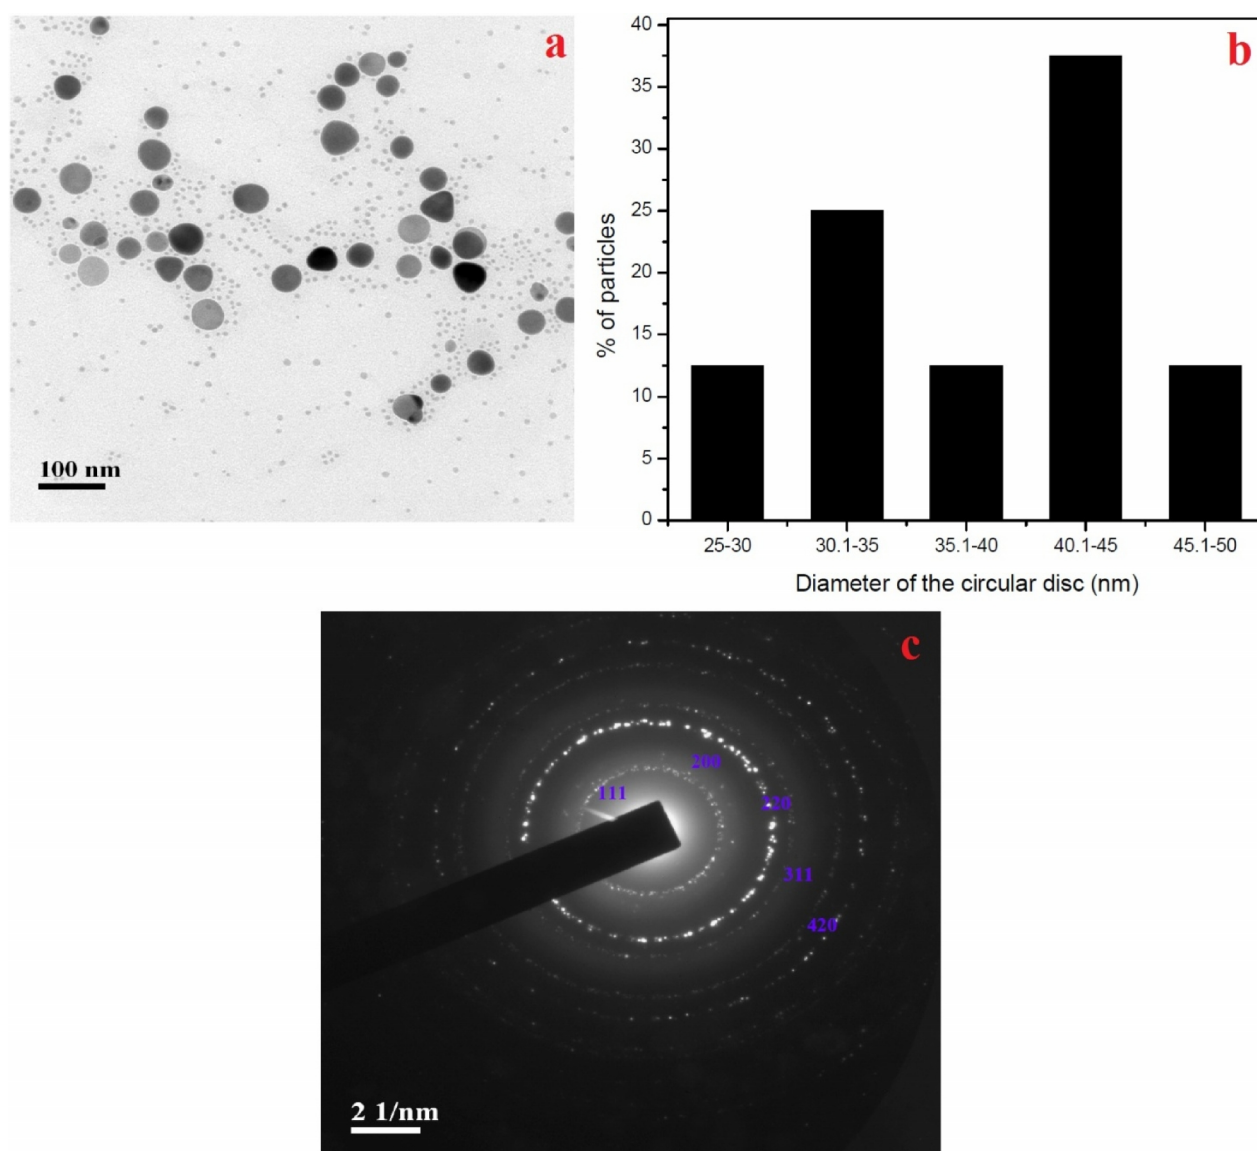 a
100 nm
b
% of particles
40
35
30
25
20
15
10
5
0
25-30 30.1-35 35.1-40 40.1-45 45.1-50
Diameter of the circular disc (nm)
c
200
111
220
311
420
2 1/nm